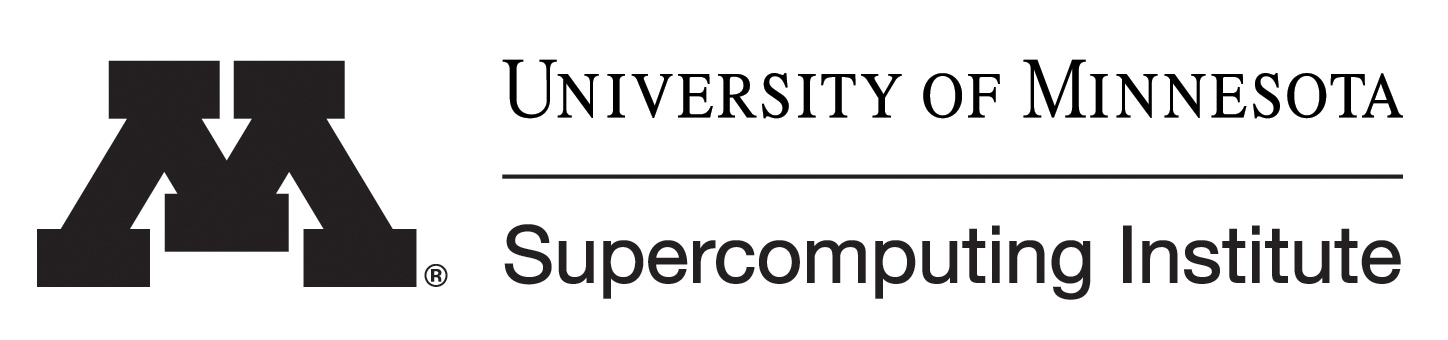 M®
UNIVERSITY OF MINNESOTA
Supercomputing Institute